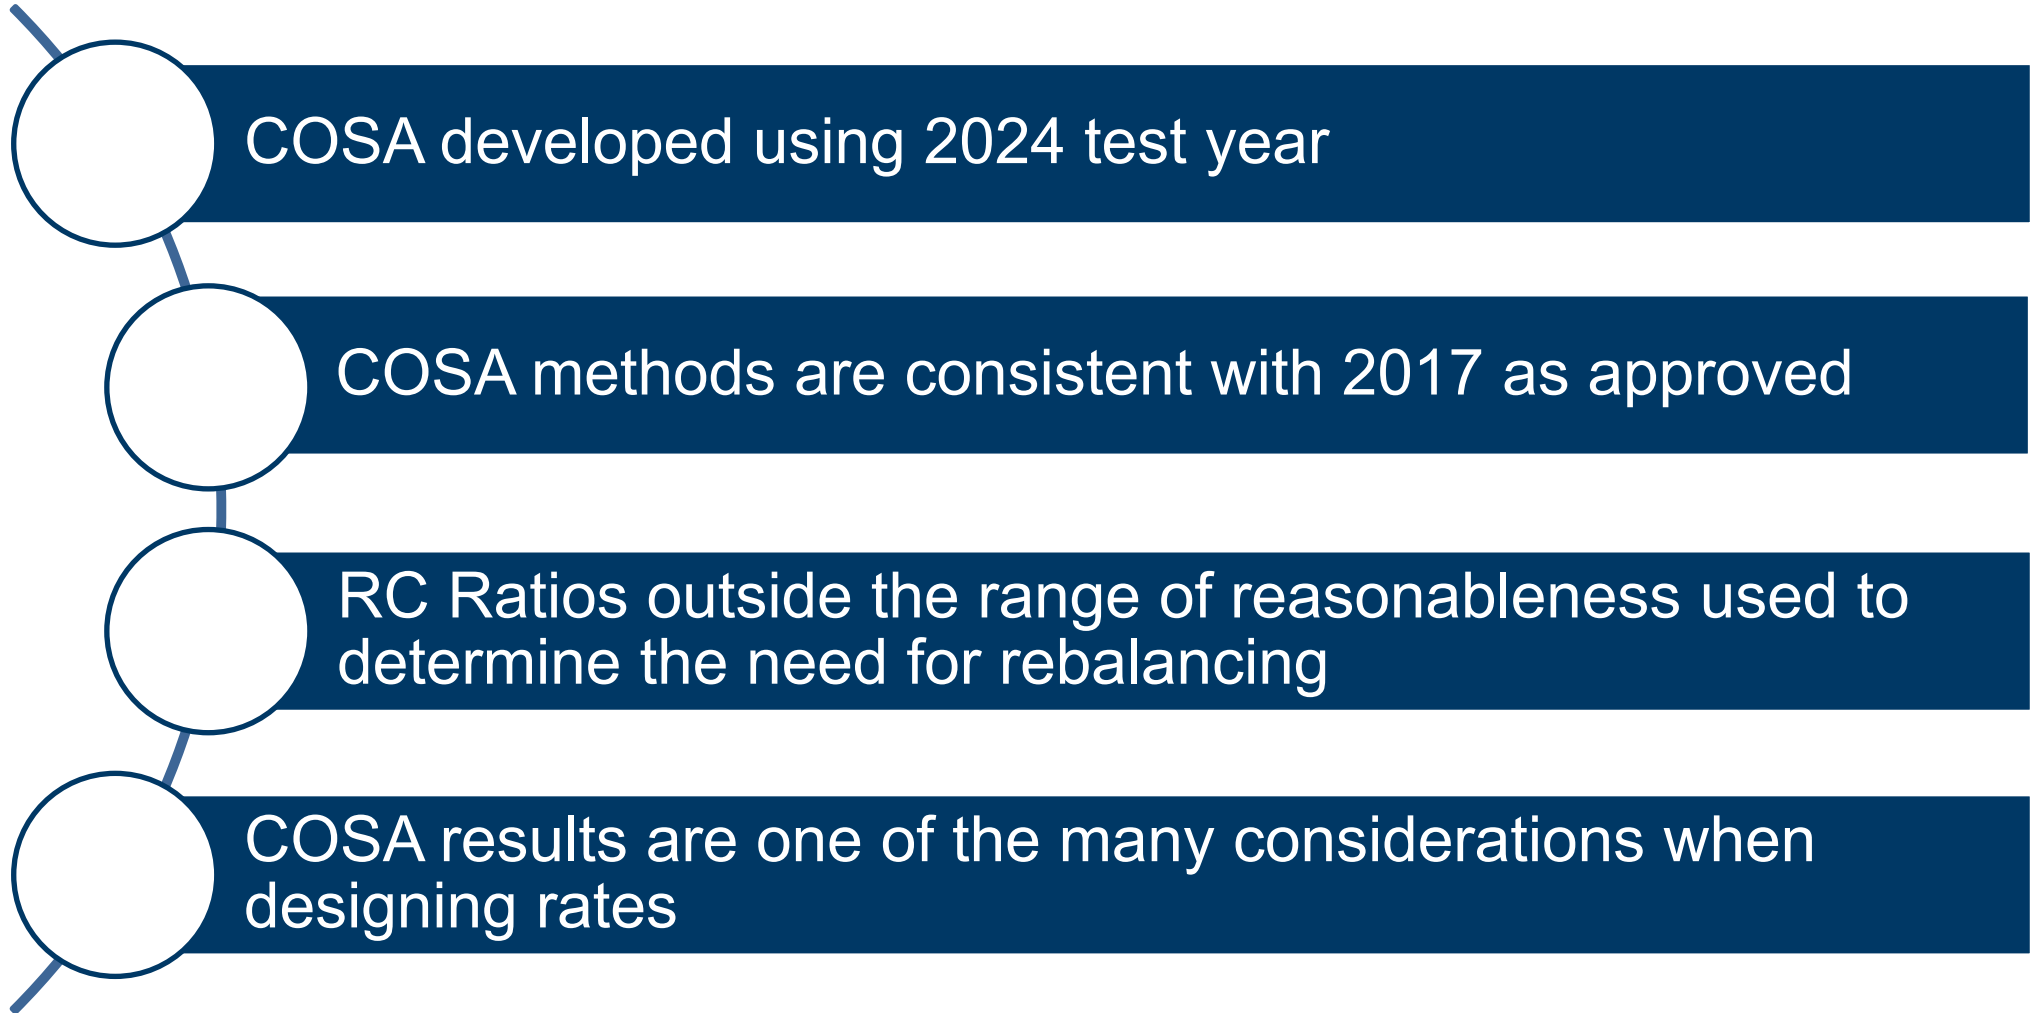 COSA developed using 2024 test year
COSA methods are consistent with 2017 as approved
RC Ratios outside the range of reasonableness used to
determine the need for rebalancing
COSA results are one of the many considerations when
designing rates